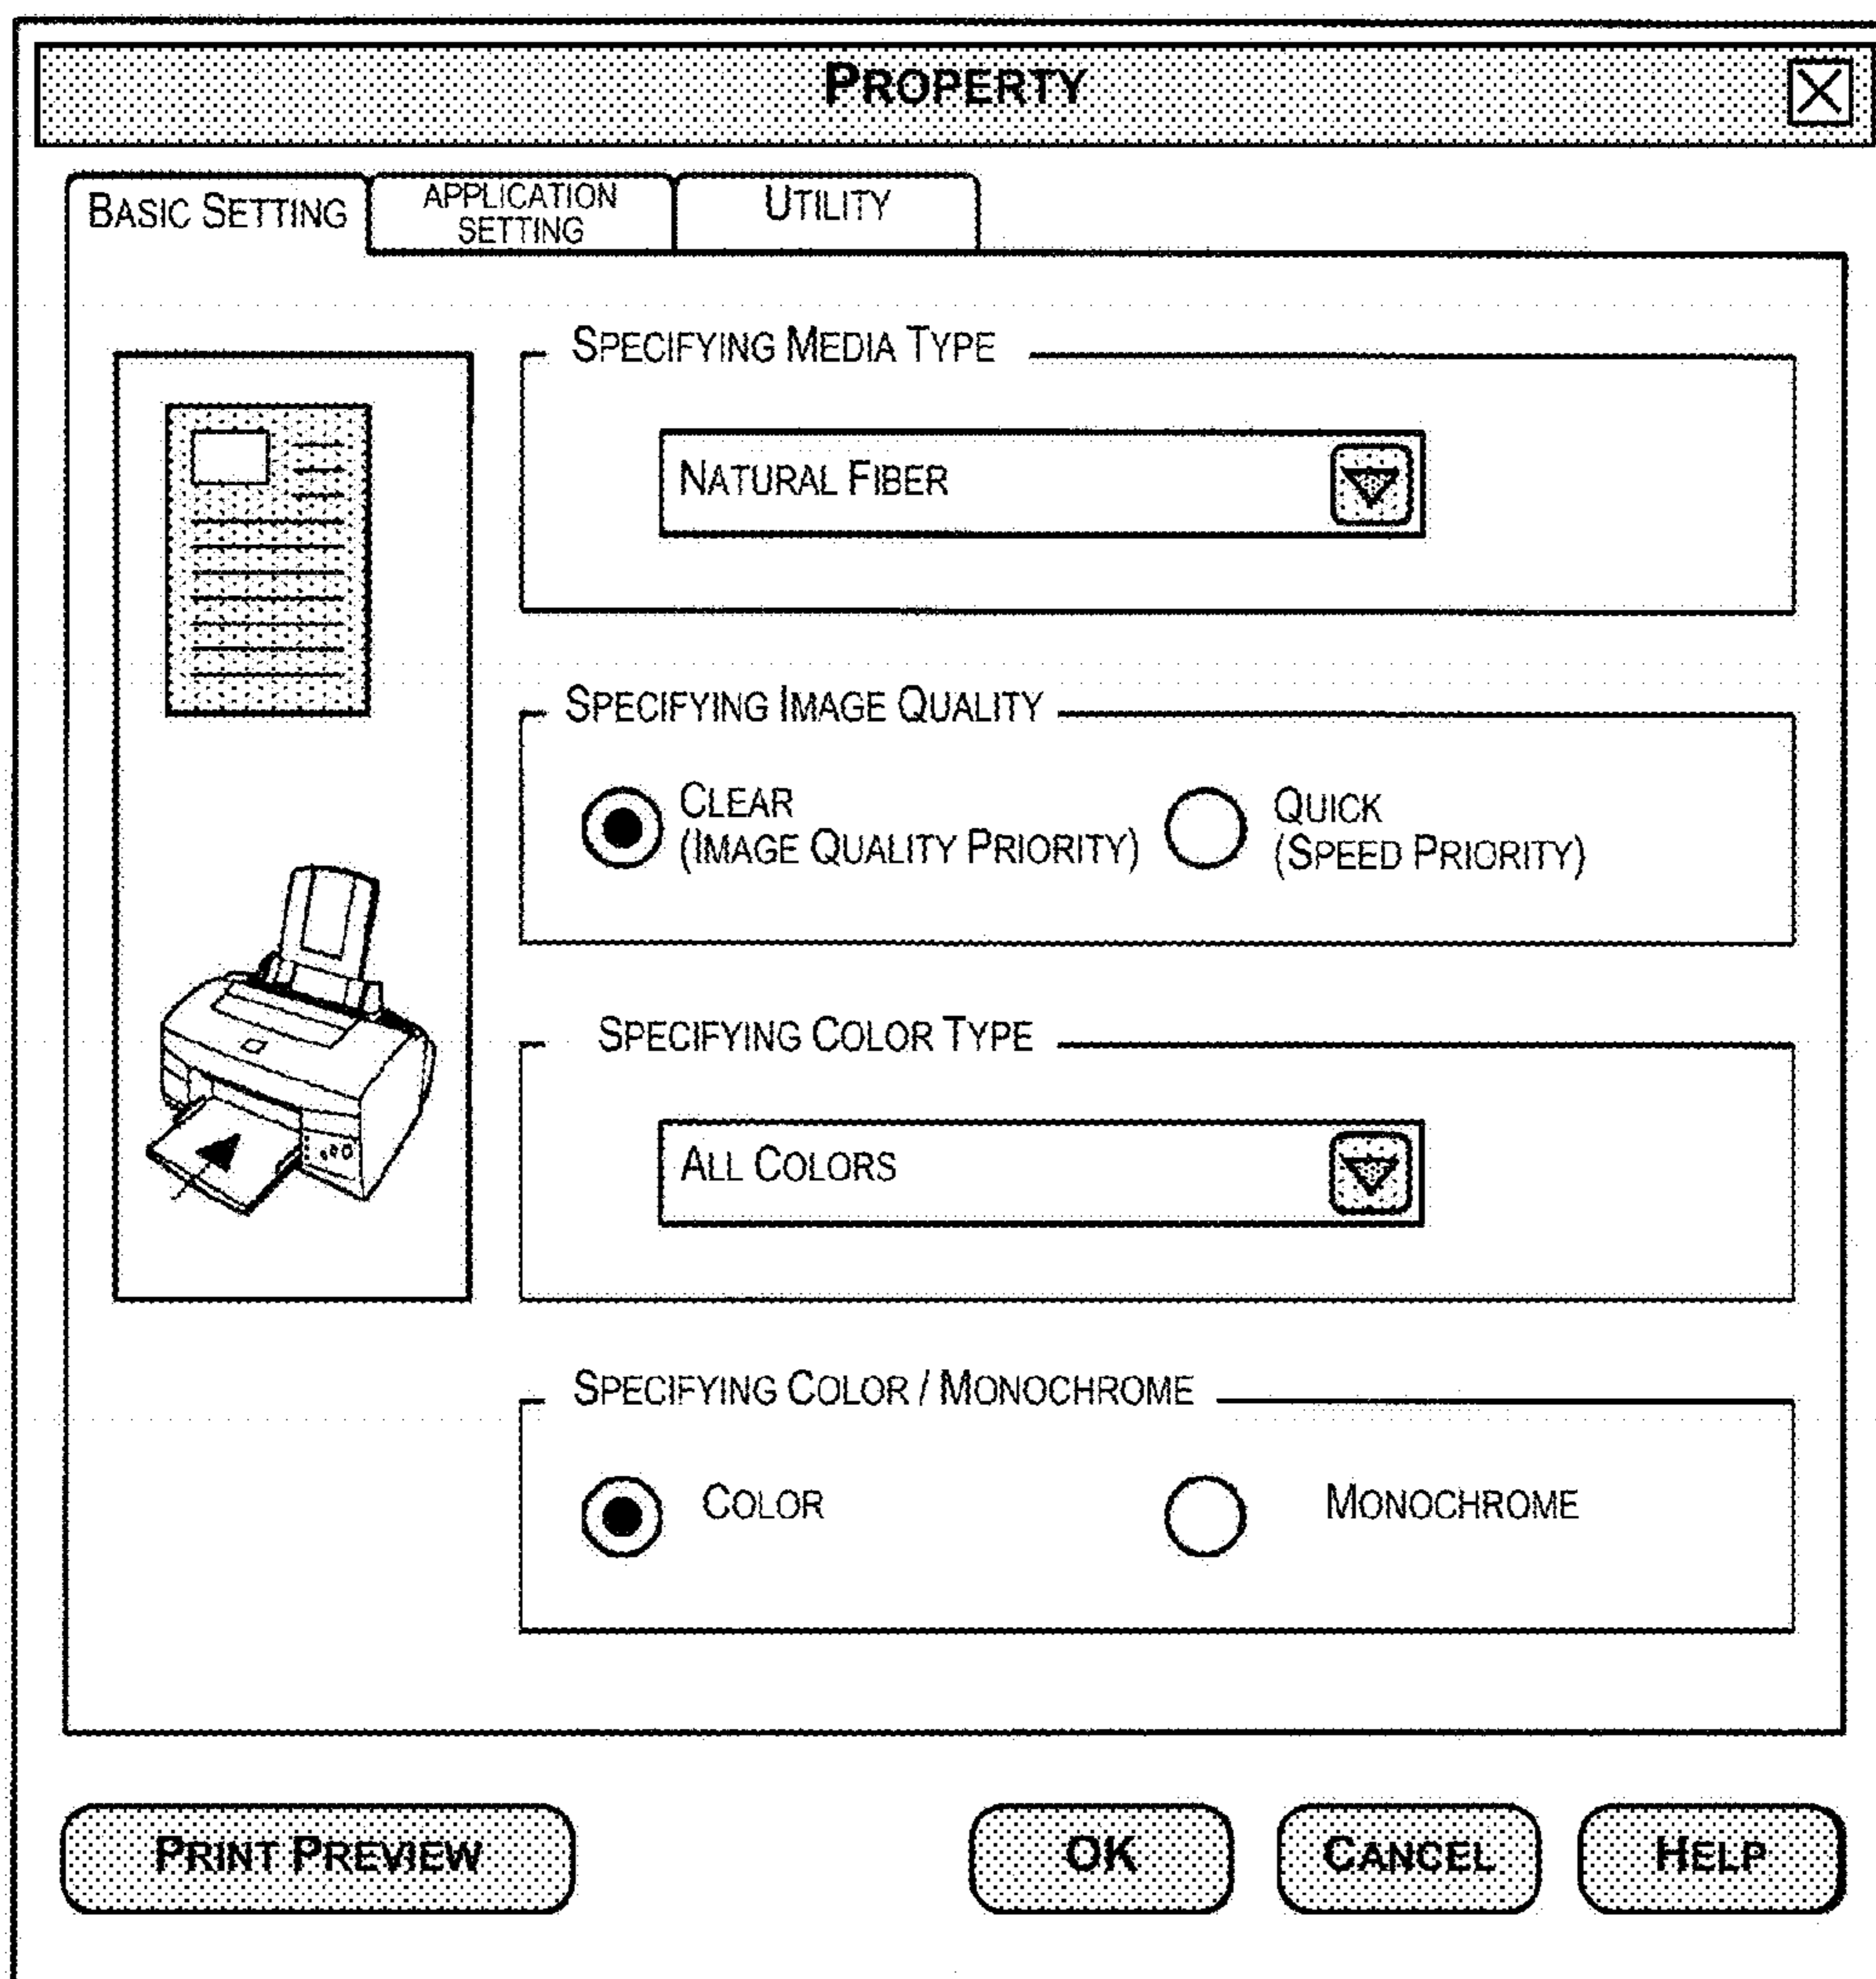 PROPERTY
BASIC SETTING
APPLICATION
SETTING
UTILITY
SPECIFYING MEDIA TYPE
NATURAL FIBER
SPECIFYING IMAGE QUALITY
CLEAR
(IMAGE QUALITY PRIORITY)
QUICK
(SPEED PRIORITY)
SPECIFYING COLOR TYPE
ALL COLORS
SPECIFYING COLOR / MONOCHROME
COLOR
MONOCHROME
PRINT PREVIEW
OK
CANCEL
HELP